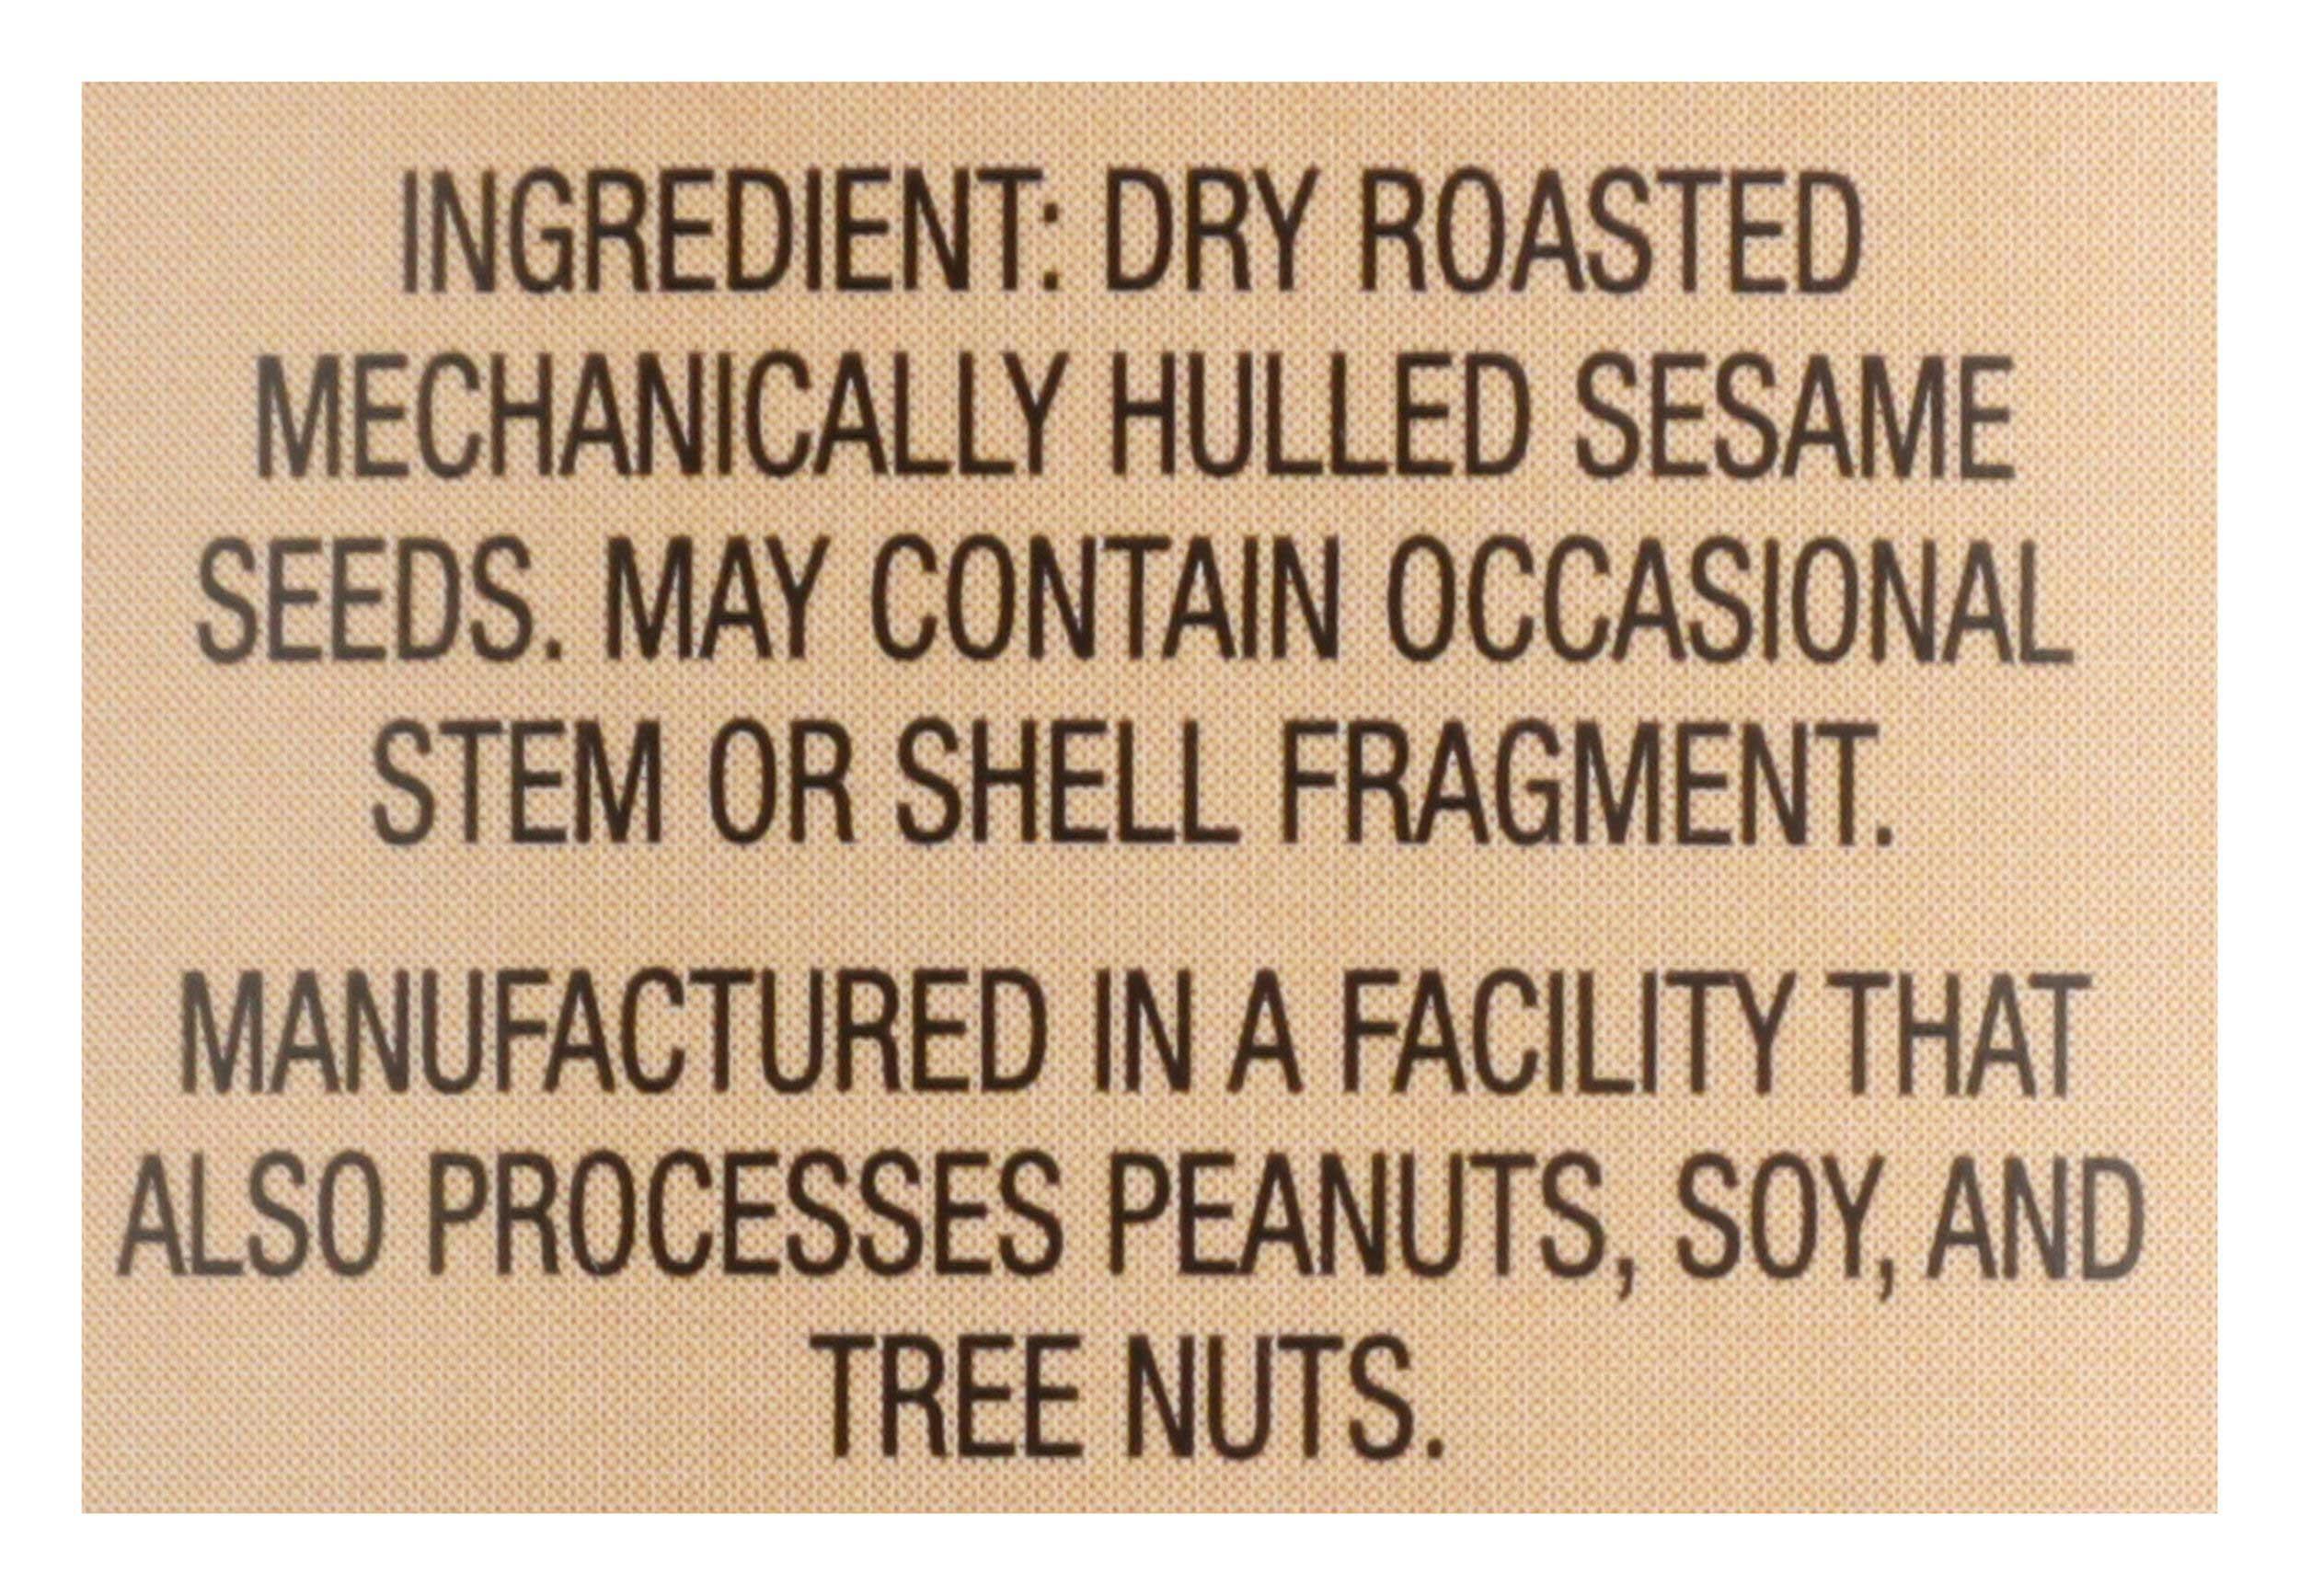 INGREDIENT: DRY ROASTED
MECHANICALLY HULLED SESAME
SEEDS. MAY CONTAIN OCCASIONAL
STEM OR SHELL FRAGMENT.
MANUFACTURED IN A FACILITY THAT
ALSO PROCESSES PEANUTS, SOY, AND
TREE NUTS.